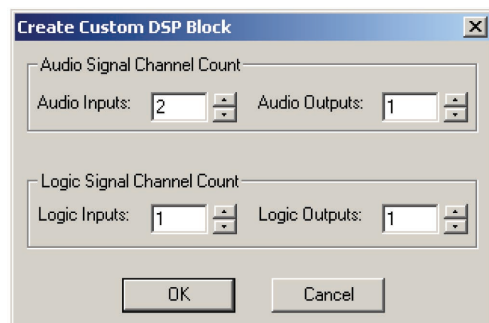 Create Custom DSP Block
Audio Signal Channel Count
Audio Inputs: 2 Audio Outputs: 1
Logic Signal Channel Count
Logic Inputs: 1 Logic Outputs: 1
OK Cancel